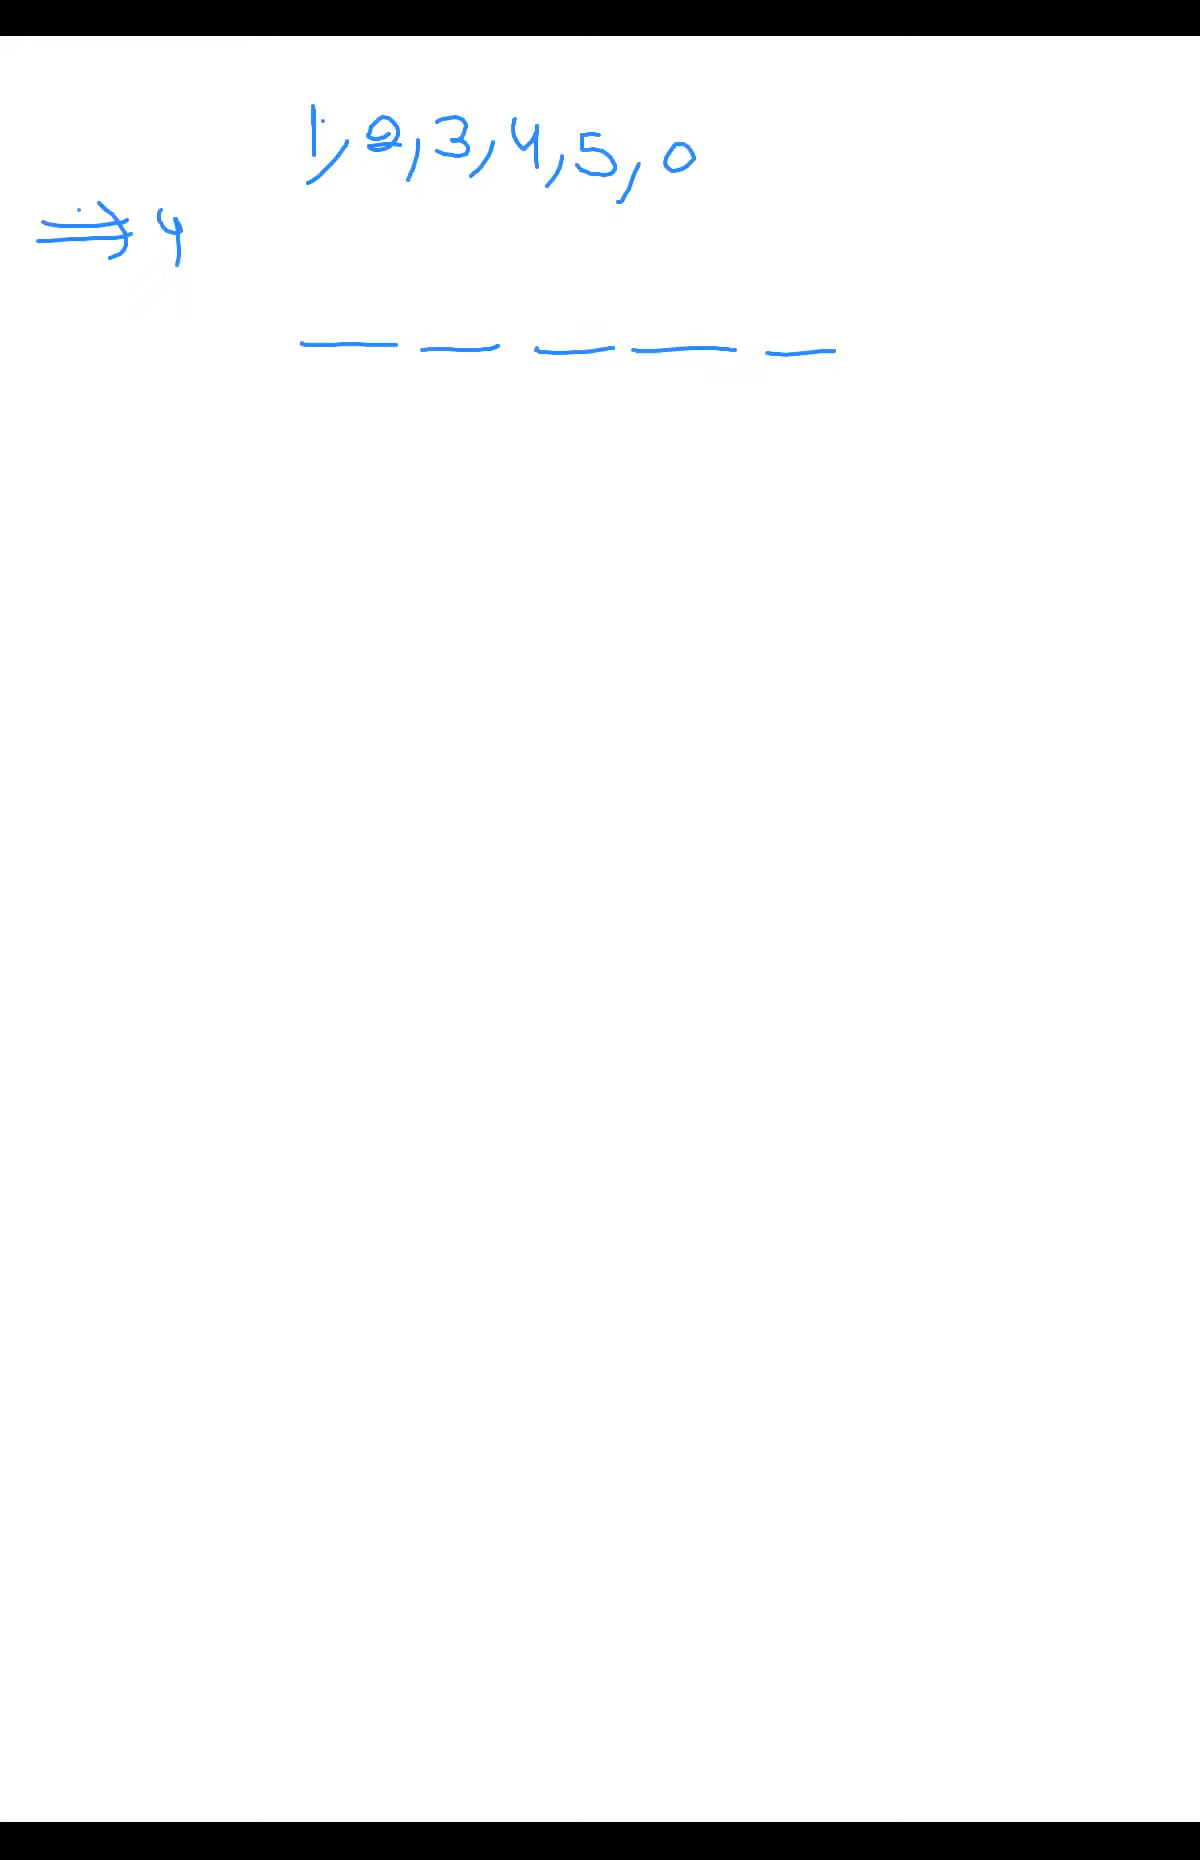 1, 2, 3, 4, 5, 0
⇒ 4
— — — — —